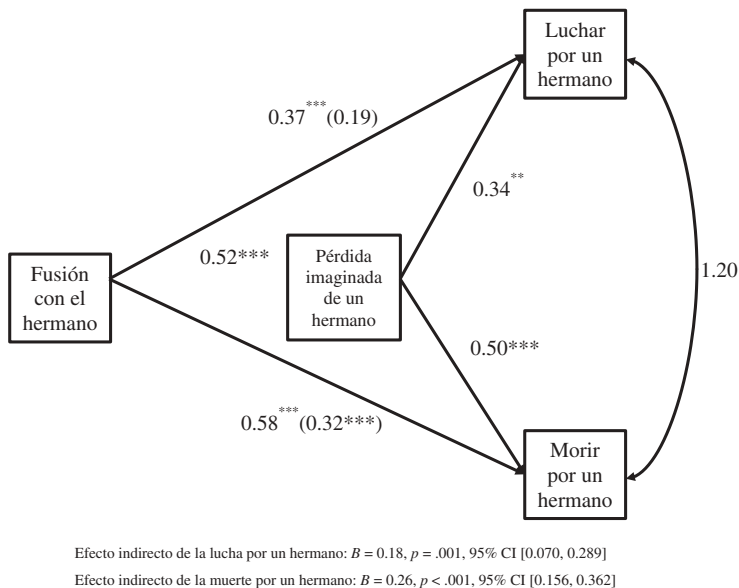 Luchar
por un
hermano
0.37***(0.19)
0.34**
Fusión
con el
hermano
0.52***
Pérdida
imaginada
de un
hermano
1.20
0.50***
0.58***(0.32***)
Morir
por un
hermano
Efecto indirecto de la lucha por un hermano: B = 0.18, p = .001, 95% CI [0.070, 0.289]
Efecto indirecto de la muerte por un hermano: B = 0.26, p < .001, 95% CI [0.156, 0.362]